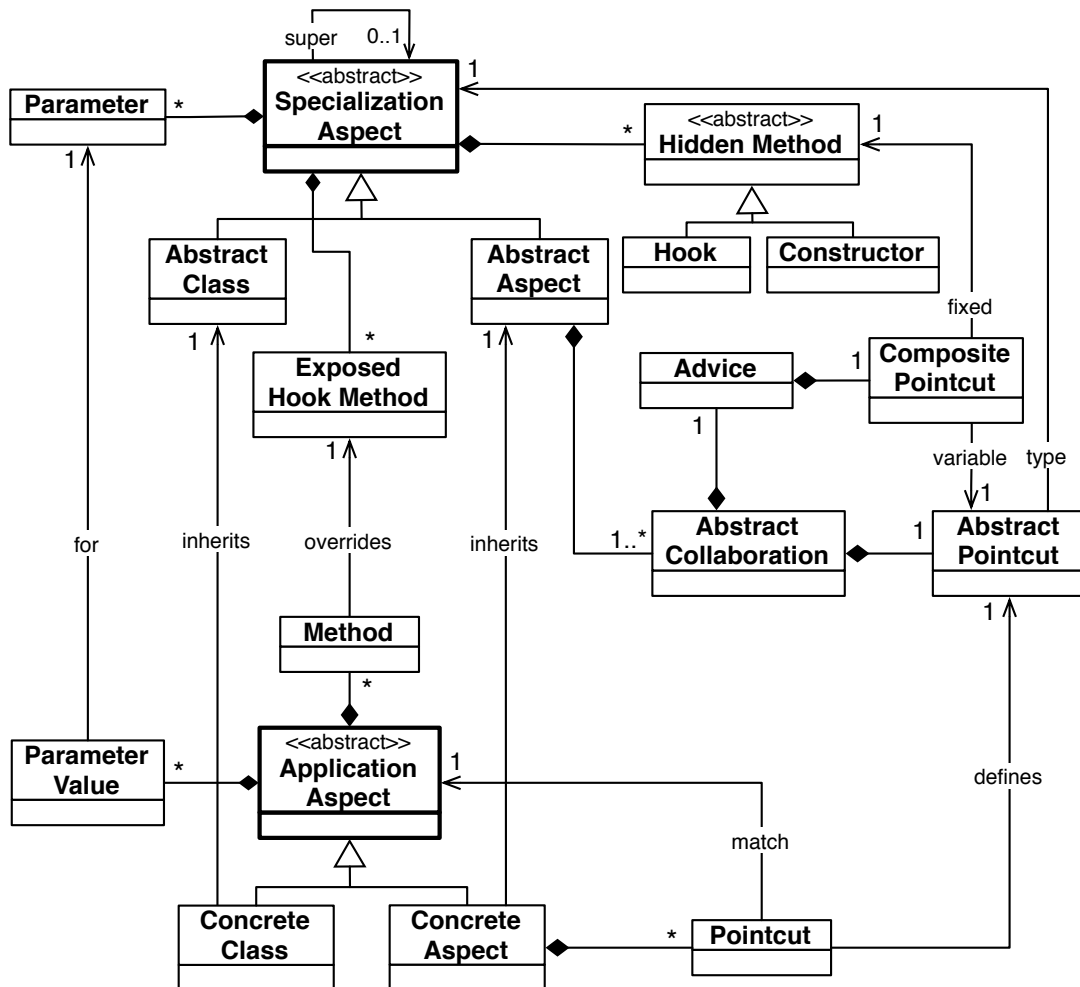 super
0..1
<<abstract>>
Specialization
Aspect
1
Parameter
*
*
<<abstract>>
Hidden Method
1
1
Abstract
Class
Abstract
Aspect
Hook
Constructor
fixed
1
*
1
Exposed
Hook Method
Advice
1
Composite
Pointcut
1
1
variable
type
1
for
inherits
overrides
inherits
1..*
Abstract
Collaboration
1
Abstract
Pointcut
1
Method
*
Parameter
Value
*
<<abstract>>
Application
Aspect
1
defines
match
Concrete
Class
Concrete
Aspect
*
Pointcut